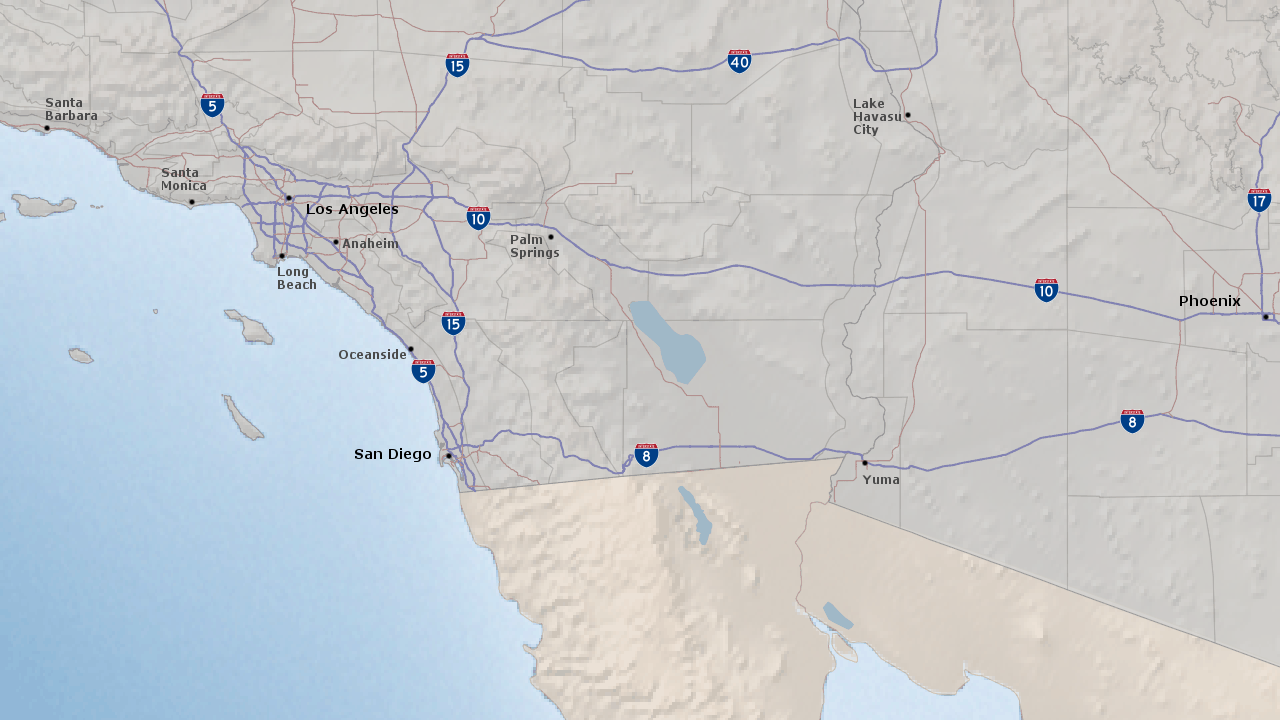 15
40
5
Santa
Barbara
Lake
Havasu
City
Santa
Monica
17
Los Angeles
10
Palm
Springs
Anaheim
Long
Beach
10
Phoenix
15
Oceanside
5
8
San Diego
8
Yuma